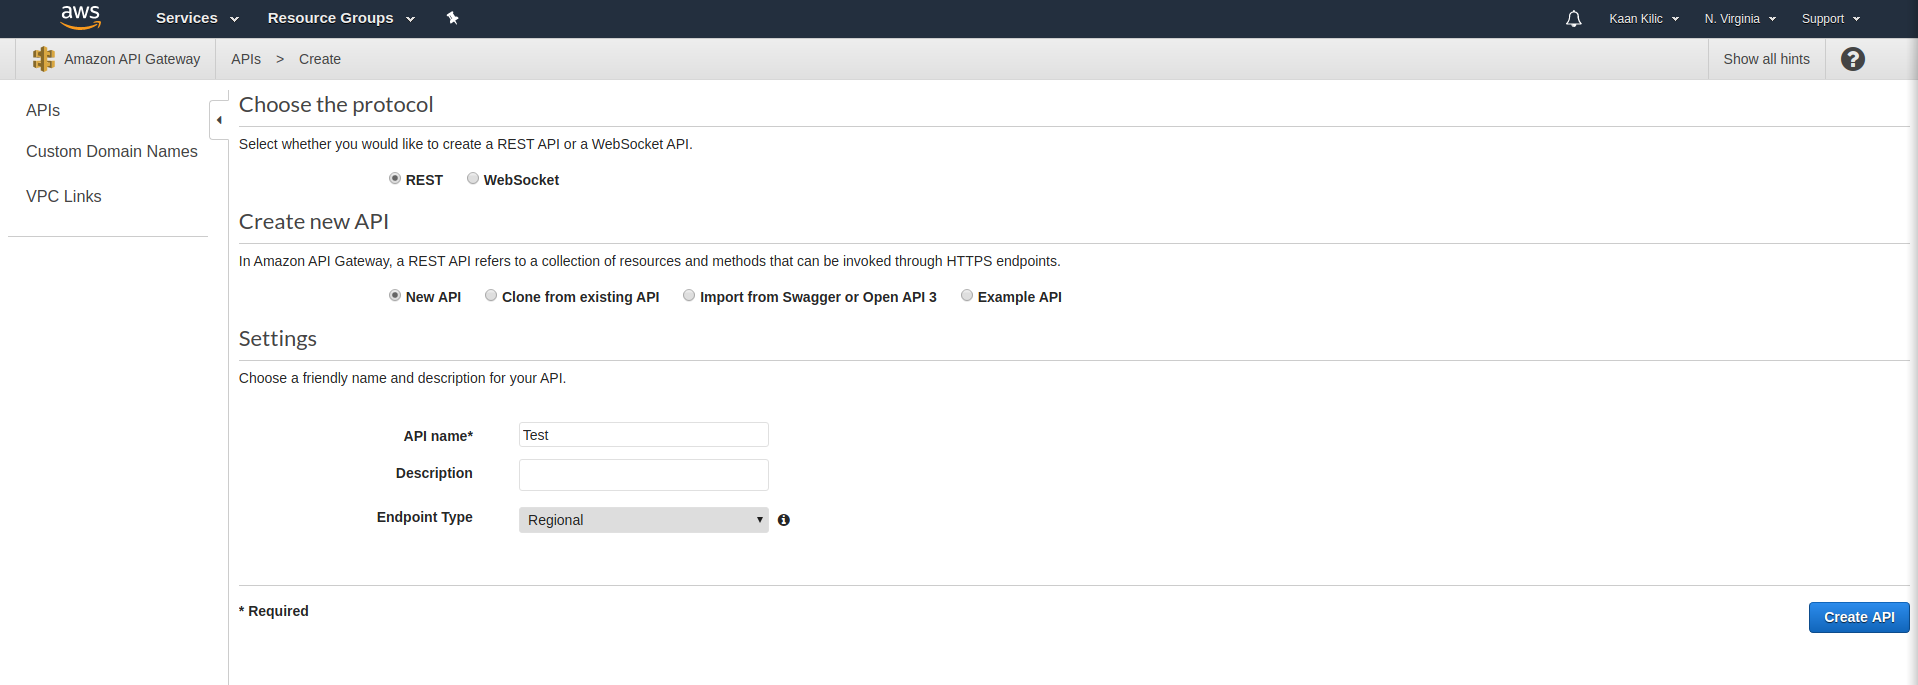 aws Services Resource Groups Kaan Kilic N. Virginia Support
Amazon API Gateway APIs > Create Show all hints ?
APIs
Custom Domain Names
VPC Links
Choose the protocol
Select whether you would like to create a REST API or a WebSocket API.
REST WebSocket
Create new API
In Amazon API Gateway, a REST API refers to a collection of resources and methods that can be invoked through HTTPS endpoints.
New API Clone from existing API Import from Swagger or Open API 3 Example API
Settings
Choose a friendly name and description for your API.
API name* Test
Description
Endpoint Type Regional
* Required
Create API